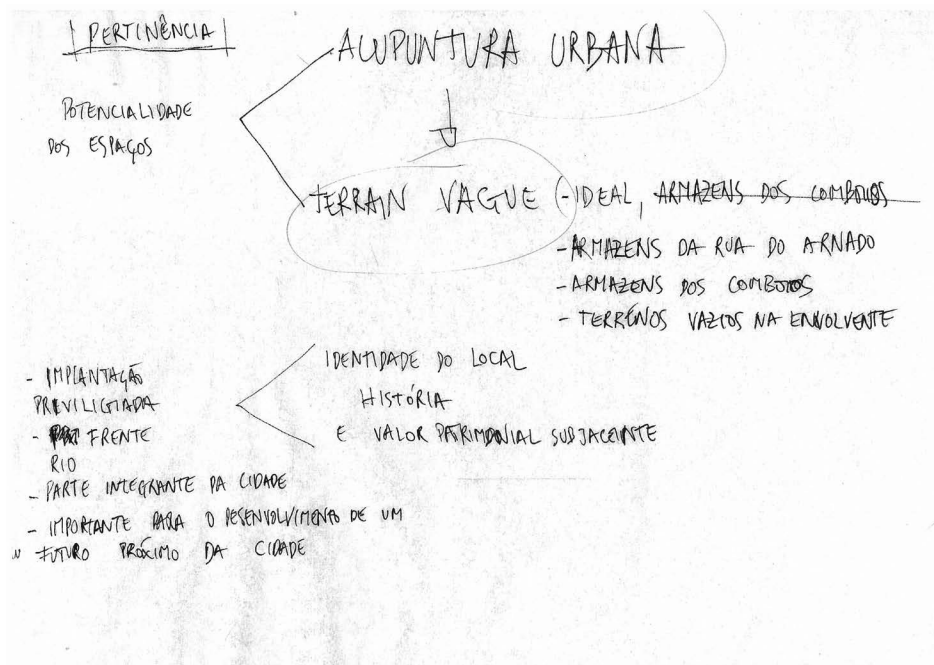 PERTINÊNCIA
ACUPUNTURA URBANA
POTENCIALIDADE
DOS ESPAÇOS
TERRAIN VAGUE (-IDEAL, ARMAZENS DOS COMBOIOS
-ARMAZENS DA RUA DO ARNADO
-ARMAZENS DOS COMBOIOS
- TERRENOS VAZIOS NA ENVOLVENTE
IDENTIDADE DO LOCAL
HISTÓRIA
E VALOR PATRIMONIAL SUBJACENTE
- IMPLANTAÇÃO
PREVILIGIADA
- FRENTE
RIO
- PARTE INTEGRANTE DA CIDADE
- IMPORTANTE PARA O DESENVOLVIMENTO DE UM
FUTURO PRÓXIMO DA CIDADE